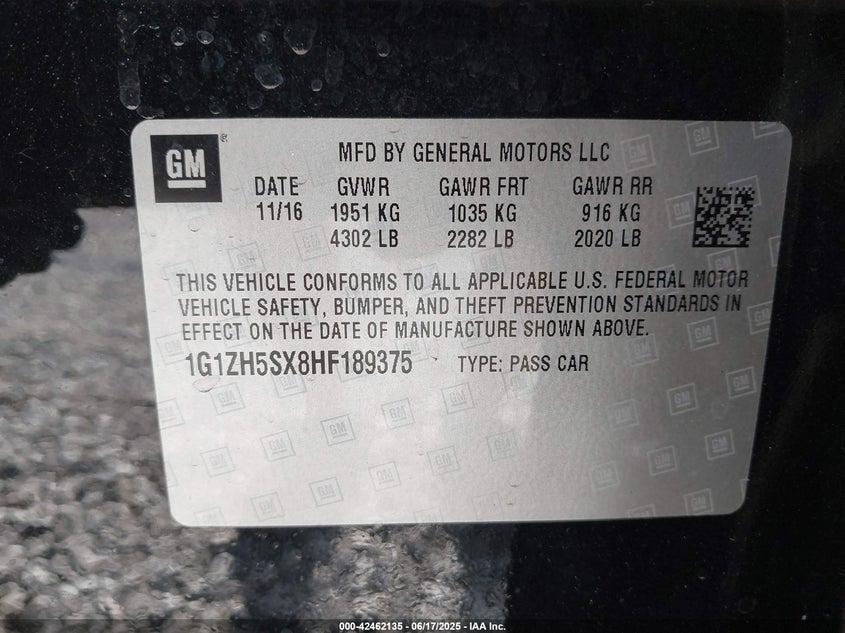 GM
MFD BY GENERAL MOTORS LLC
DATE GVWR GAWR FRT GAWR RR
11/16 1951 KG 1035 KG 916 KG
4302 LB 2282 LB 2020 LB
THIS VEHICLE CONFORMS TO ALL APPLICABLE U.S. FEDERAL MOTOR
VEHICLE SAFETY, BUMPER, AND THEFT PREVENTION STANDARDS IN
EFFECT ON THE DATE OF MANUFACTURE SHOWN ABOVE.
1G1ZH5SX8HF189375 TYPE: PASS CAR
000-42462135 - 06/17/2025 - IAA Inc.